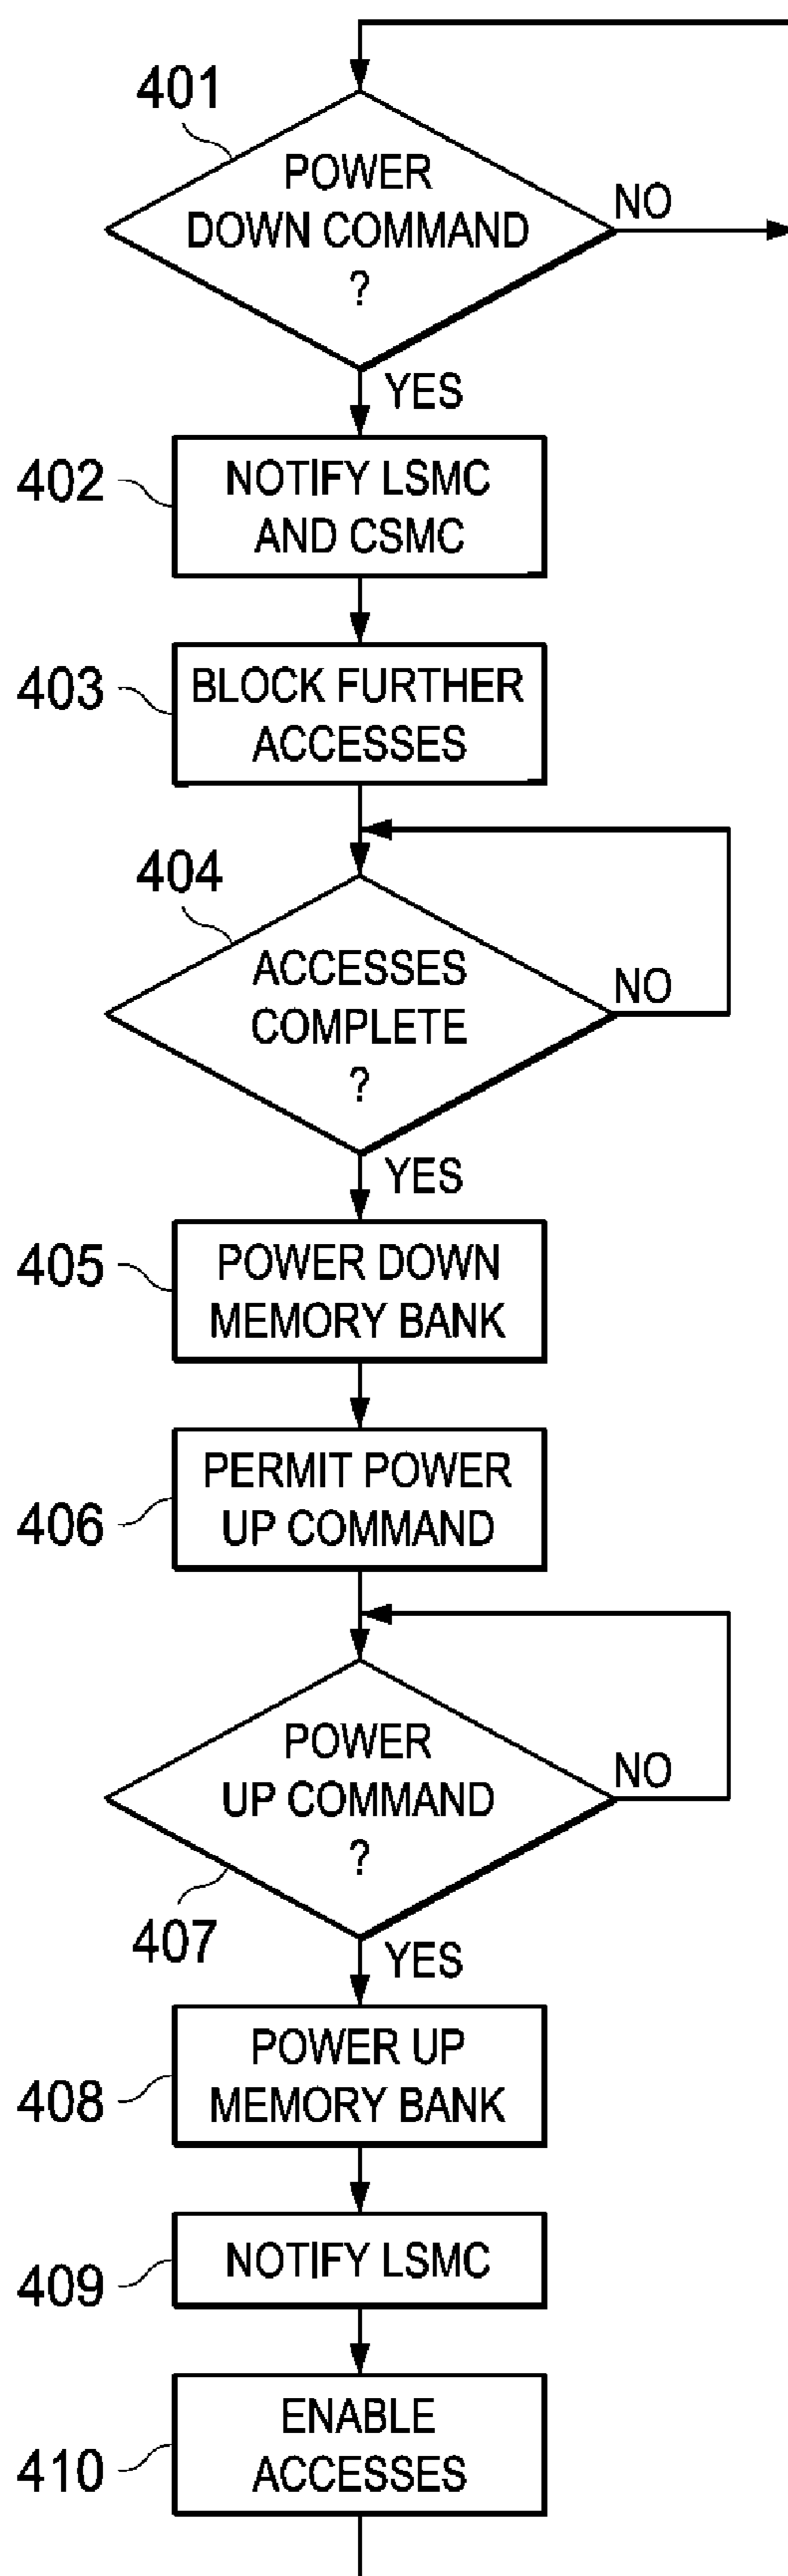 401
POWER
DOWN COMMAND
?
NO
YES
402
NOTIFY LSMC
AND CSMC
403
BLOCK FURTHER
ACCESSES
404
ACCESSES
COMPLETE
?
NO
YES
405
POWER DOWN
MEMORY BANK
406
PERMIT POWER
UP COMMAND
POWER
UP COMMAND
?
NO
407
YES
408
POWER UP
MEMORY BANK
409
NOTIFY LSMC
410
ENABLE
ACCESSES